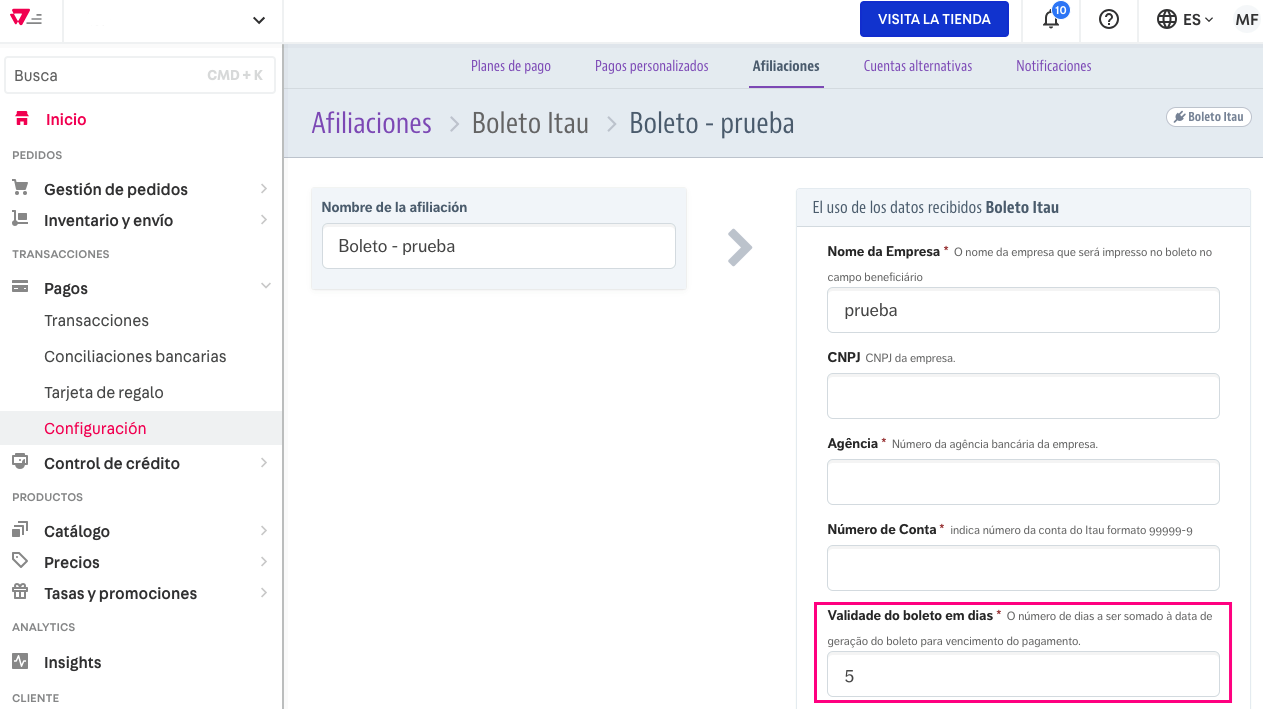 VISITA LA TIENDA
10
ES
MF
Busca
CMD + K
Inicio
PEDIDOS
Gestión de pedidos
Inventario y envío
TRANSACCIONES
Pagos
Transacciones
Conciliaciones bancarias
Tarjeta de regalo
Configuración
Control de crédito
PRODUCTOS
Catálogo
Precios
Tasas y promociones
ANALYTICS
Insights
CLIENTE
Planes de pago
Pagos personalizados
Afiliaciones
Cuentas alternativas
Notificaciones
Afiliaciones > Boleto Itau > Boleto - prueba
Boleto Itau
Nombre de la afiliación
Boleto - prueba
El uso de los datos recibidos Boleto Itau
Nome da Empresa * O nome da empresa que será impresso no boleto no
campo beneficiário
prueba
CNPJ CNPJ da empresa.
Agência * Número da agência bancária da empresa.
Número de Conta * indica número da conta do Itau formato 99999-9
Validade do boleto em dias * O número de dias a ser somado à data de
geração do boleto para vencimento do pagamento.
5